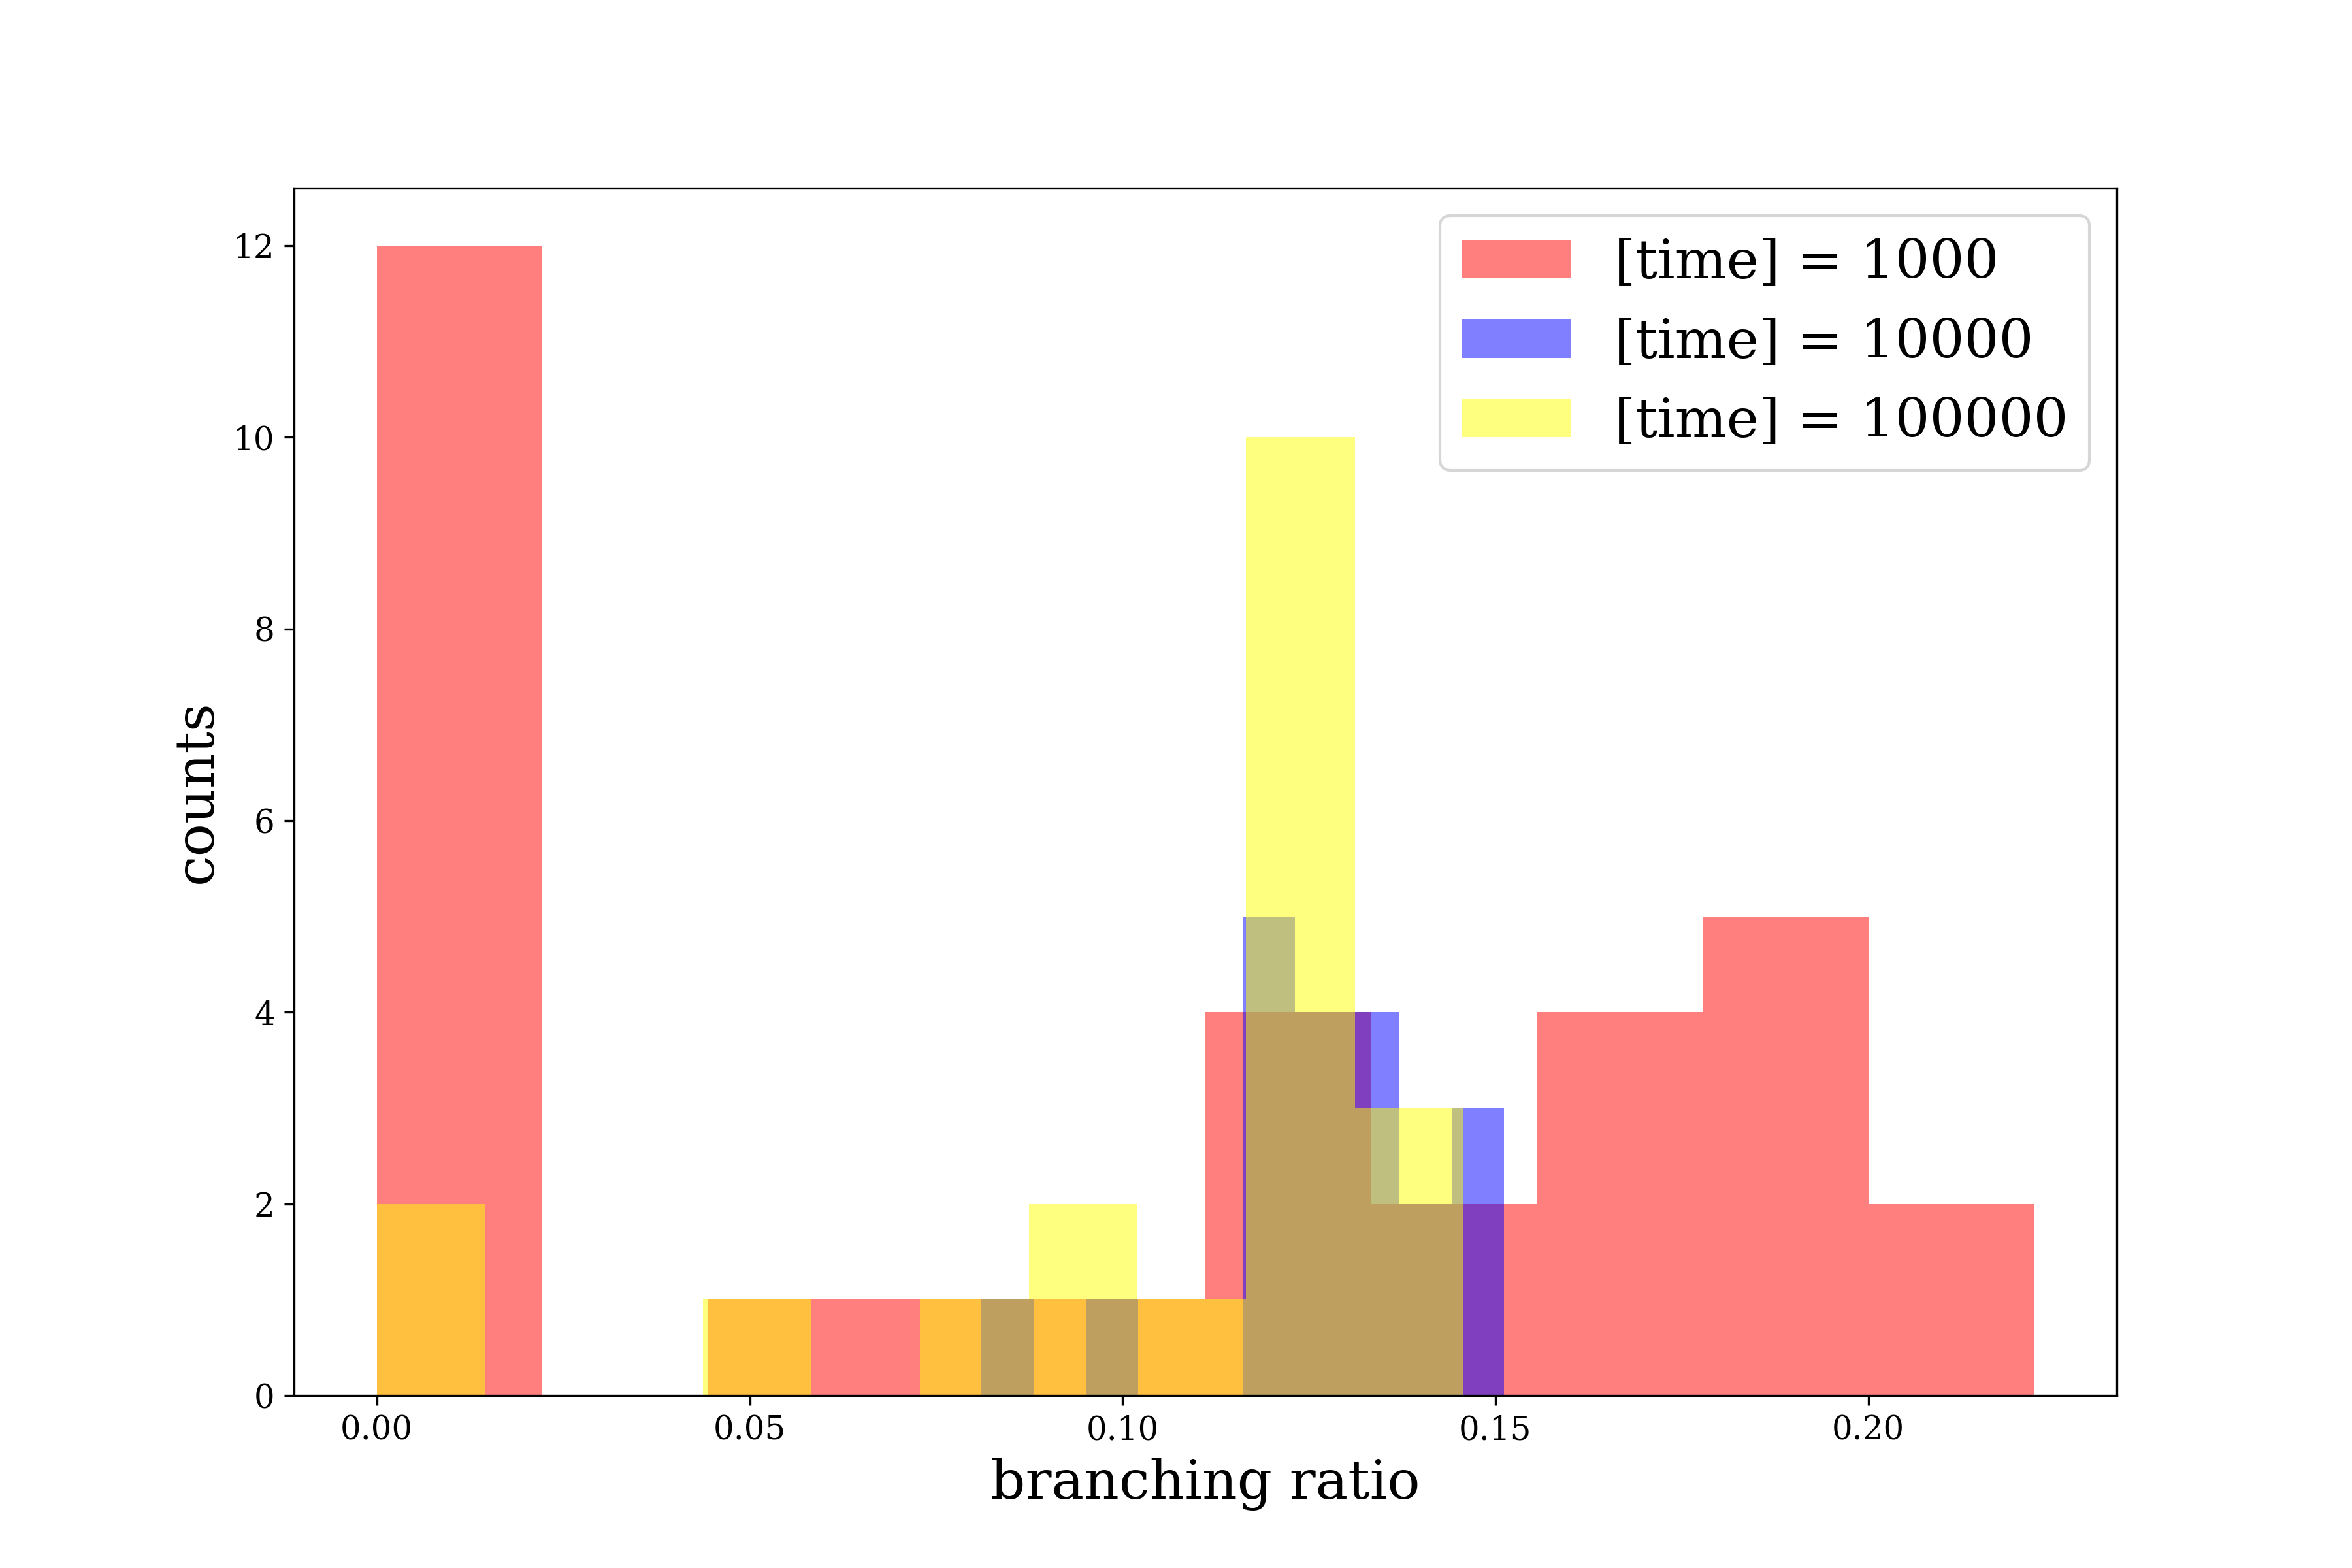 [time] = 1000
[time] = 10000
[time] = 100000
counts
12
10
8
6
4
2
0
0.00 0.05 0.10 0.15 0.20
branching ratio